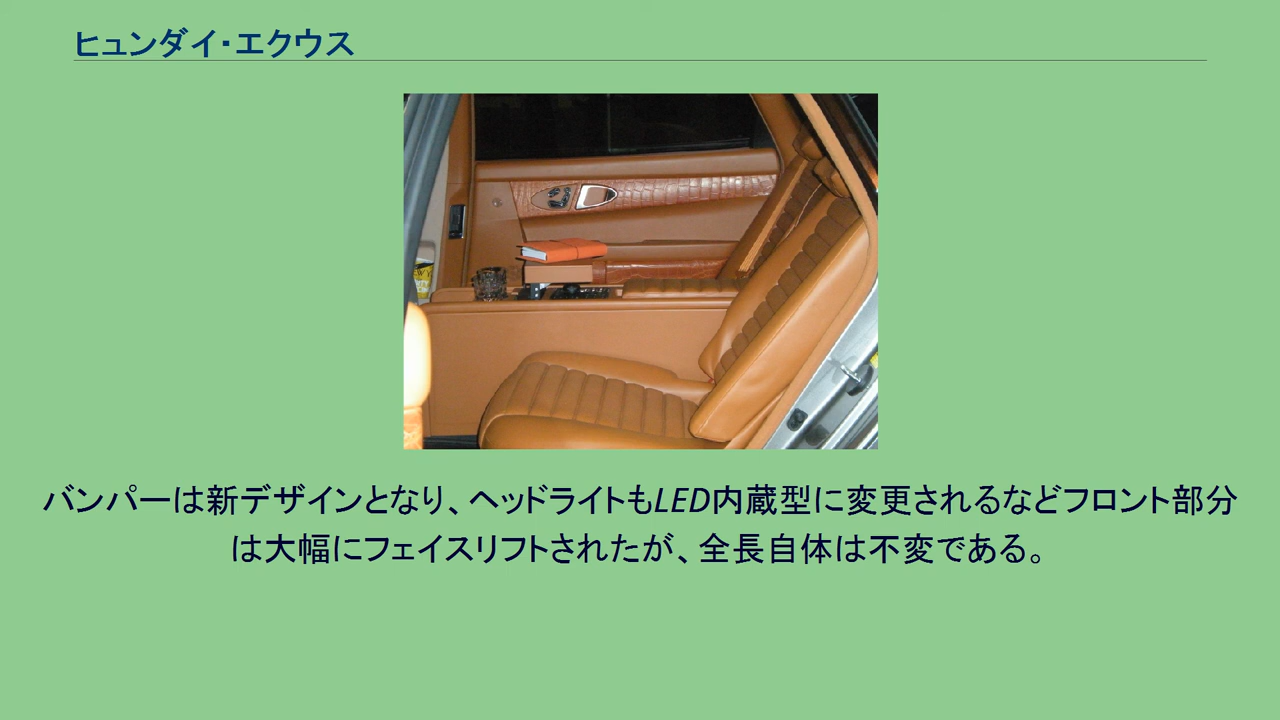 ヒュンダイ・エクウス
バンパーは新デザインとなり、ヘッドライトもLED内蔵型に変更されるなどフロント部分
は大幅にフェイスリフトされたが、全長自体は不変である。